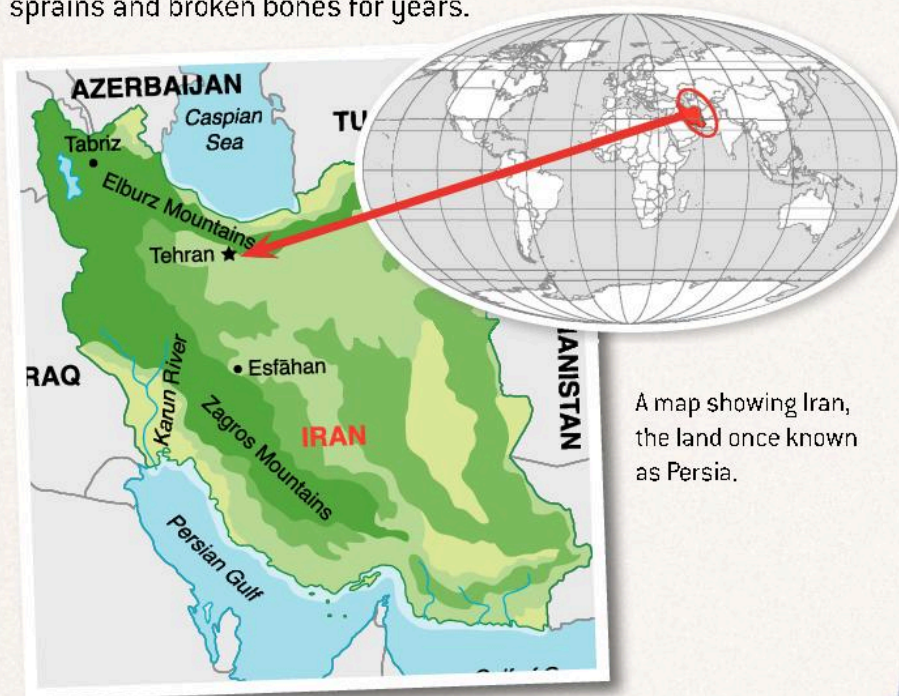 sprains and broken bones for years.
AZERBAIJAN
Caspian
Sea
TU
Tabriz
Elburz Mountains
Tehran
Esfāhan
RAQ
Karun River
Zagros Mountains
IRAN
ANISTAN
Persian Gulf
A map showing Iran,
the land once known
as Persia.